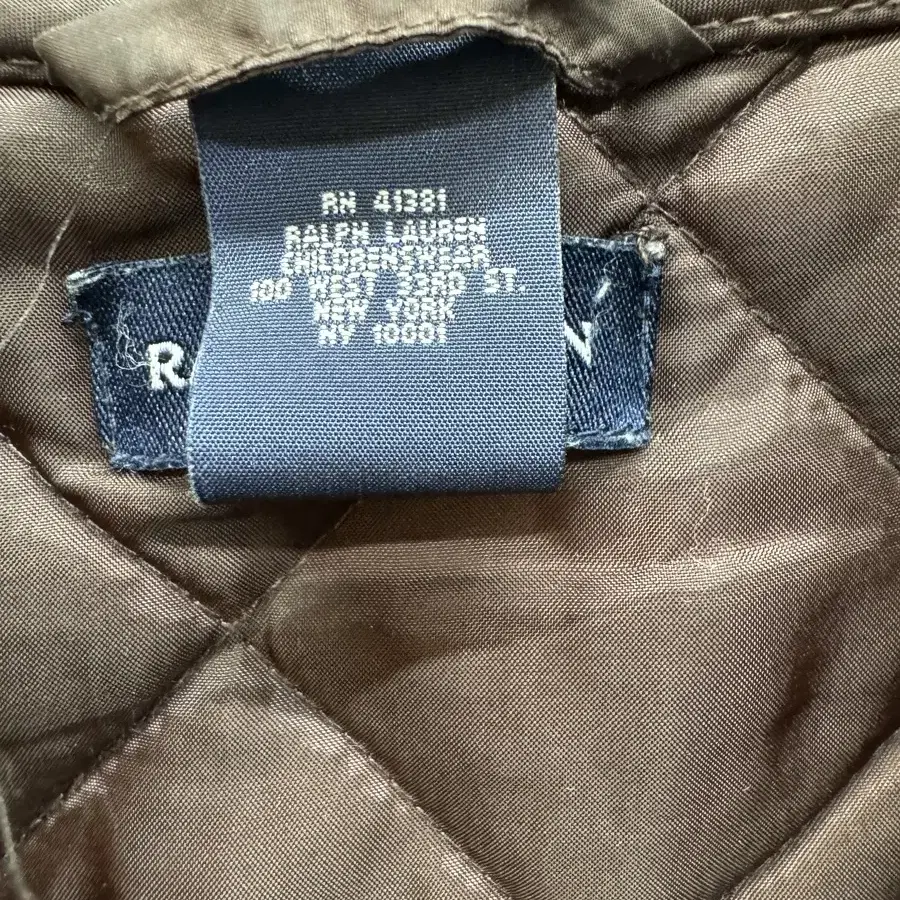 RN 41381
RALPH LAUREN
CHILDRENSWEAR
100 WEST 33RD ST.
NEW YORK
NY 10001
R
N